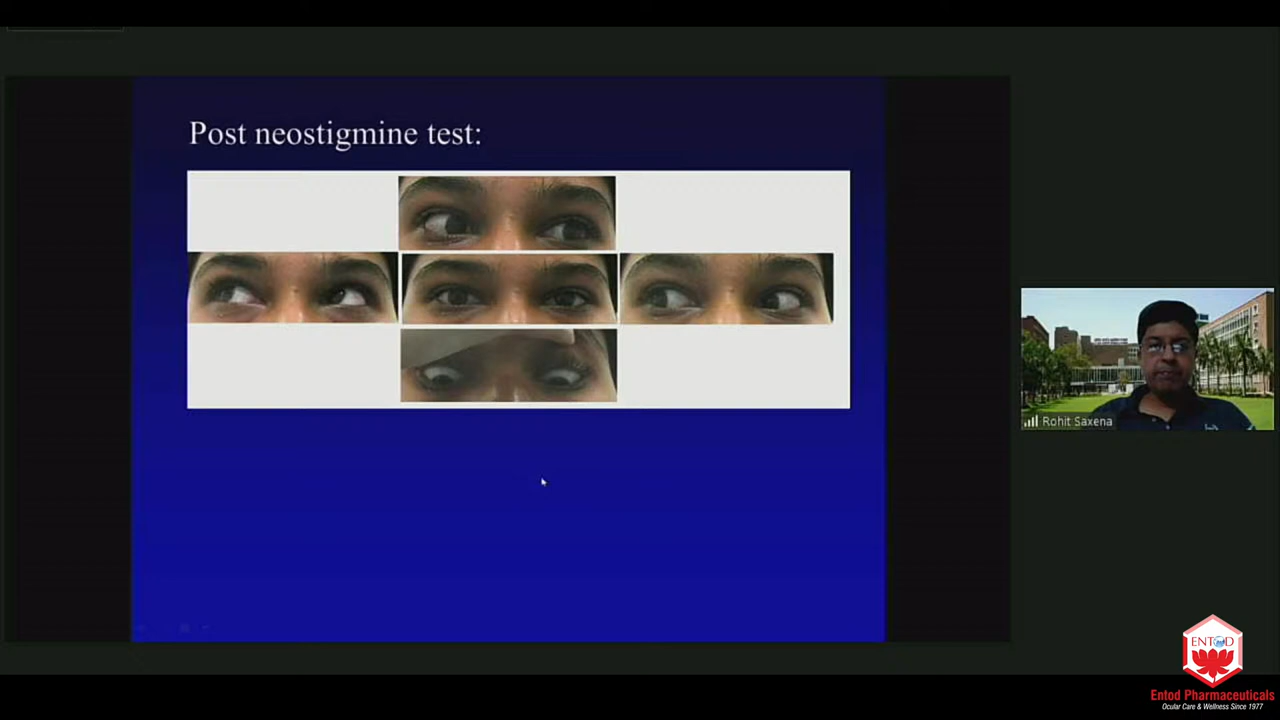 Post neostigmine test:
Rohit Saxena
ENTOD
Entod Pharmaceuticals
Ocular Care & Wellness Since 1977